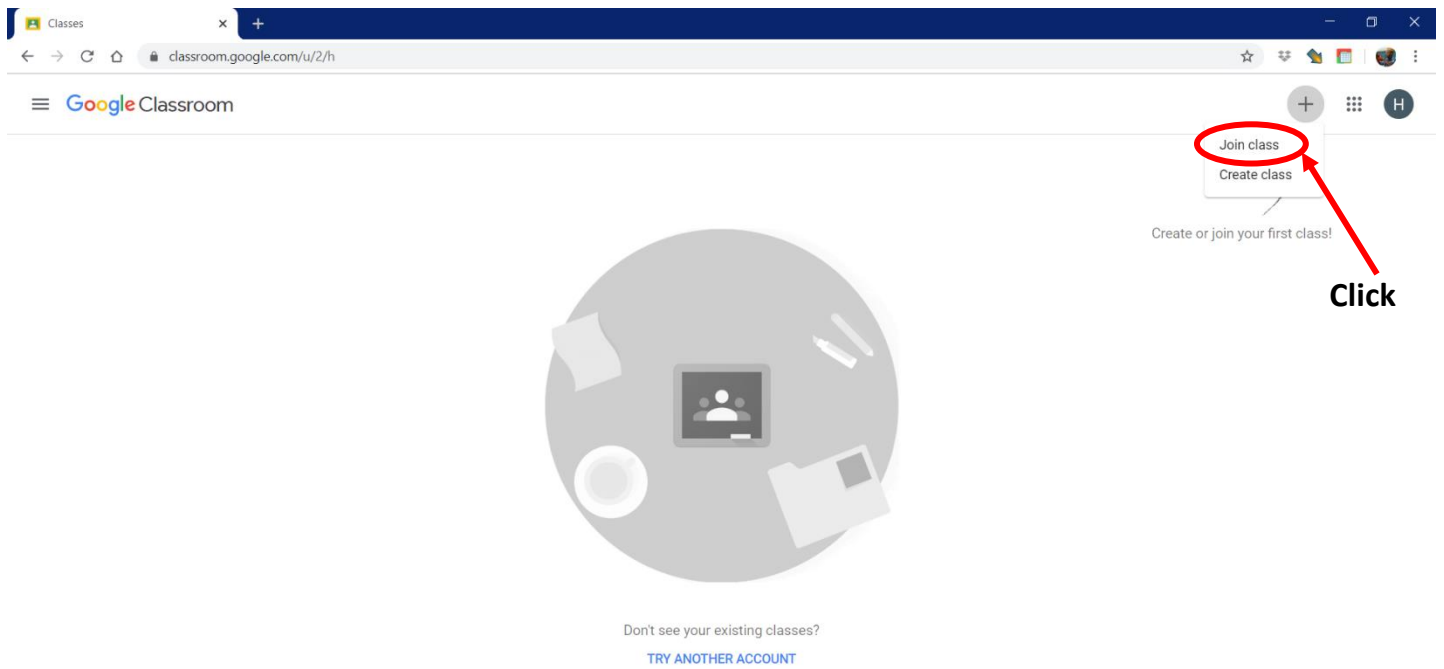 Classes
classroom.google.com/u/2/h
Google Classroom
H
Join class
Create class
Create or join your first class!
Click
Don't see your existing classes?
TRY ANOTHER ACCOUNT